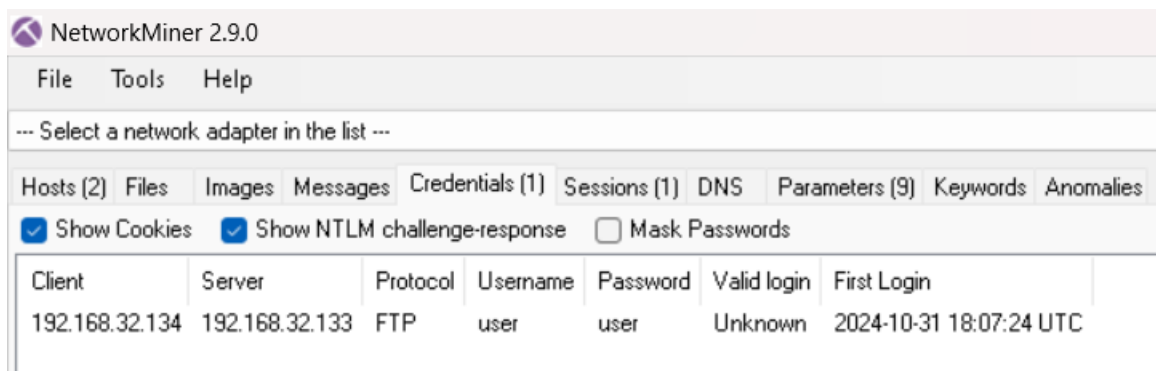 NetworkMiner 2.9.0
File Tools Help
--- Select a network adapter in the list ---
Hosts (2) Files Images Messages Credentials (1) Sessions (1) DNS Parameters (9) Keywords Anomalies
Show Cookies Show NTLM challenge-response Mask Passwords
Client Server Protocol Username Password Valid login First Login
192.168.32.134 192.168.32.133 FTP user user Unknown 2024-10-31 18:07:24 UTC